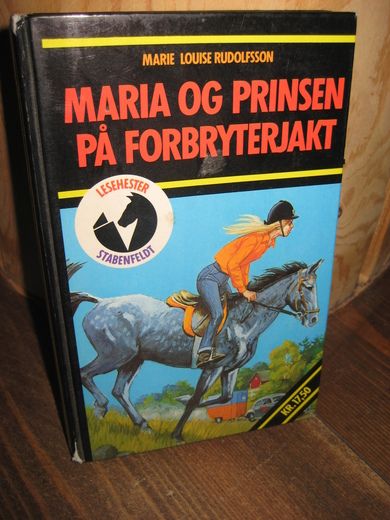 MARIE LOUISE RUDOLFSSON
MARIA OG PRINSEN
PÅ FORBRYTERJAKT
LESEHESTER
STABENFELDT
KR. 17,50